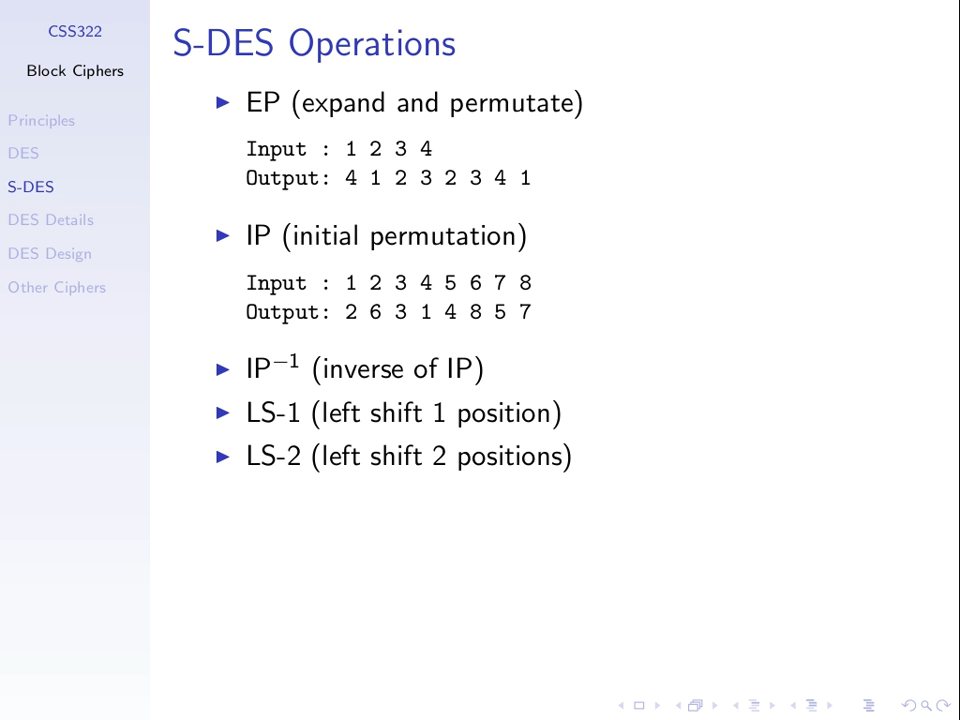 CSS322
Block Ciphers
Principles
DES
S-DES
DES Details
DES Design
Other Ciphers
S-DES Operations
EP (expand and permutate)
Input : 1 2 3 4
Output: 4 1 2 3 2 3 4 1
IP (initial permutation)
Input : 1 2 3 4 5 6 7 8
Output: 2 6 3 1 4 8 5 7
IP⁻¹ (inverse of IP)
LS-1 (left shift 1 position)
LS-2 (left shift 2 positions)